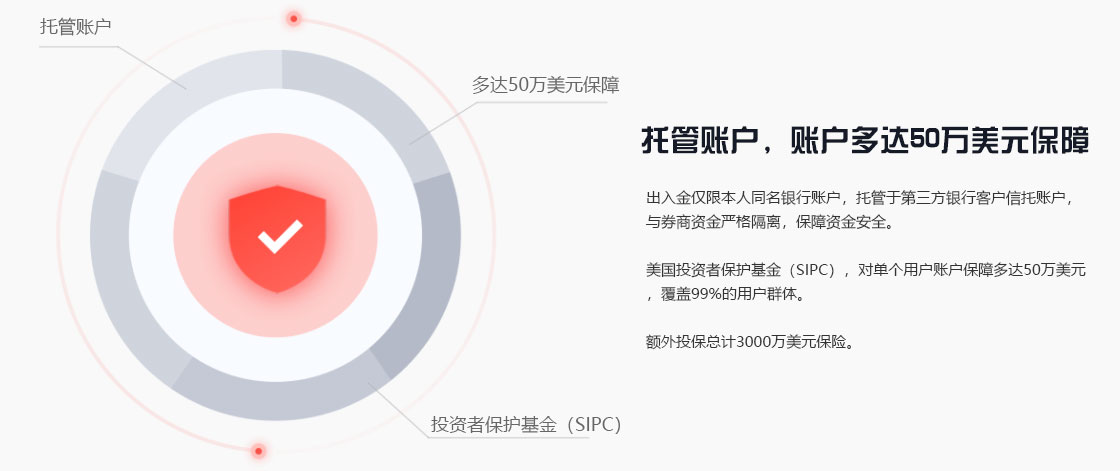 托管账户
多达50万美元保障
投资者保护基金（SIPC）
托管账户，账户多达50万美元保障
出入金仅限本人同名银行账户，托管于第三方银行客户信托账户，
与券商资金严格隔离，保障资金安全。
美国投资者保护基金（SIPC），对单个用户账户保障多达50万美元
，覆盖99%的用户群体。
额外投保总计3000万美元保险。